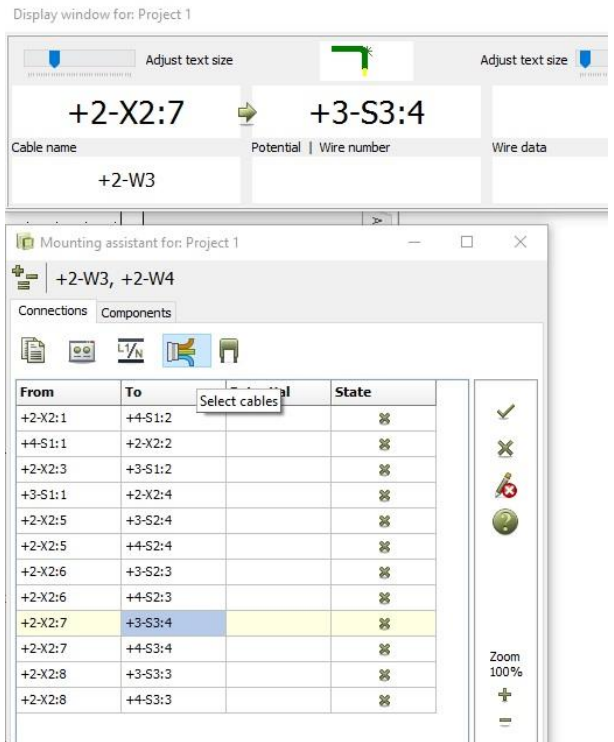 Display window for: Project 1
Adjust text size
Adjust text size
+2-X2:7
+3-S3:4
Cable name
Potential | Wire number
Wire data
+2-W3
A
Mounting assistant for: Project 1
+2-W3, +2-W4
Connections Components
L1/N
From To State
Select cables
+2-X2:1 +4-S1:2
+4-S1:1 +2-X2:2
+2-X2:3 +3-S1:2
+3-S1:1 +2-X2:4
+2-X2:5 +3-S2:4
+2-X2:5 +4-S2:4
+2-X2:6 +3-S2:3
+2-X2:6 +4-S2:3
+2-X2:7 +3-S3:4
+2-X2:7 +4-S3:4
+2-X2:8 +3-S3:3
+2-X2:8 +4-S3:3
Zoom
100%